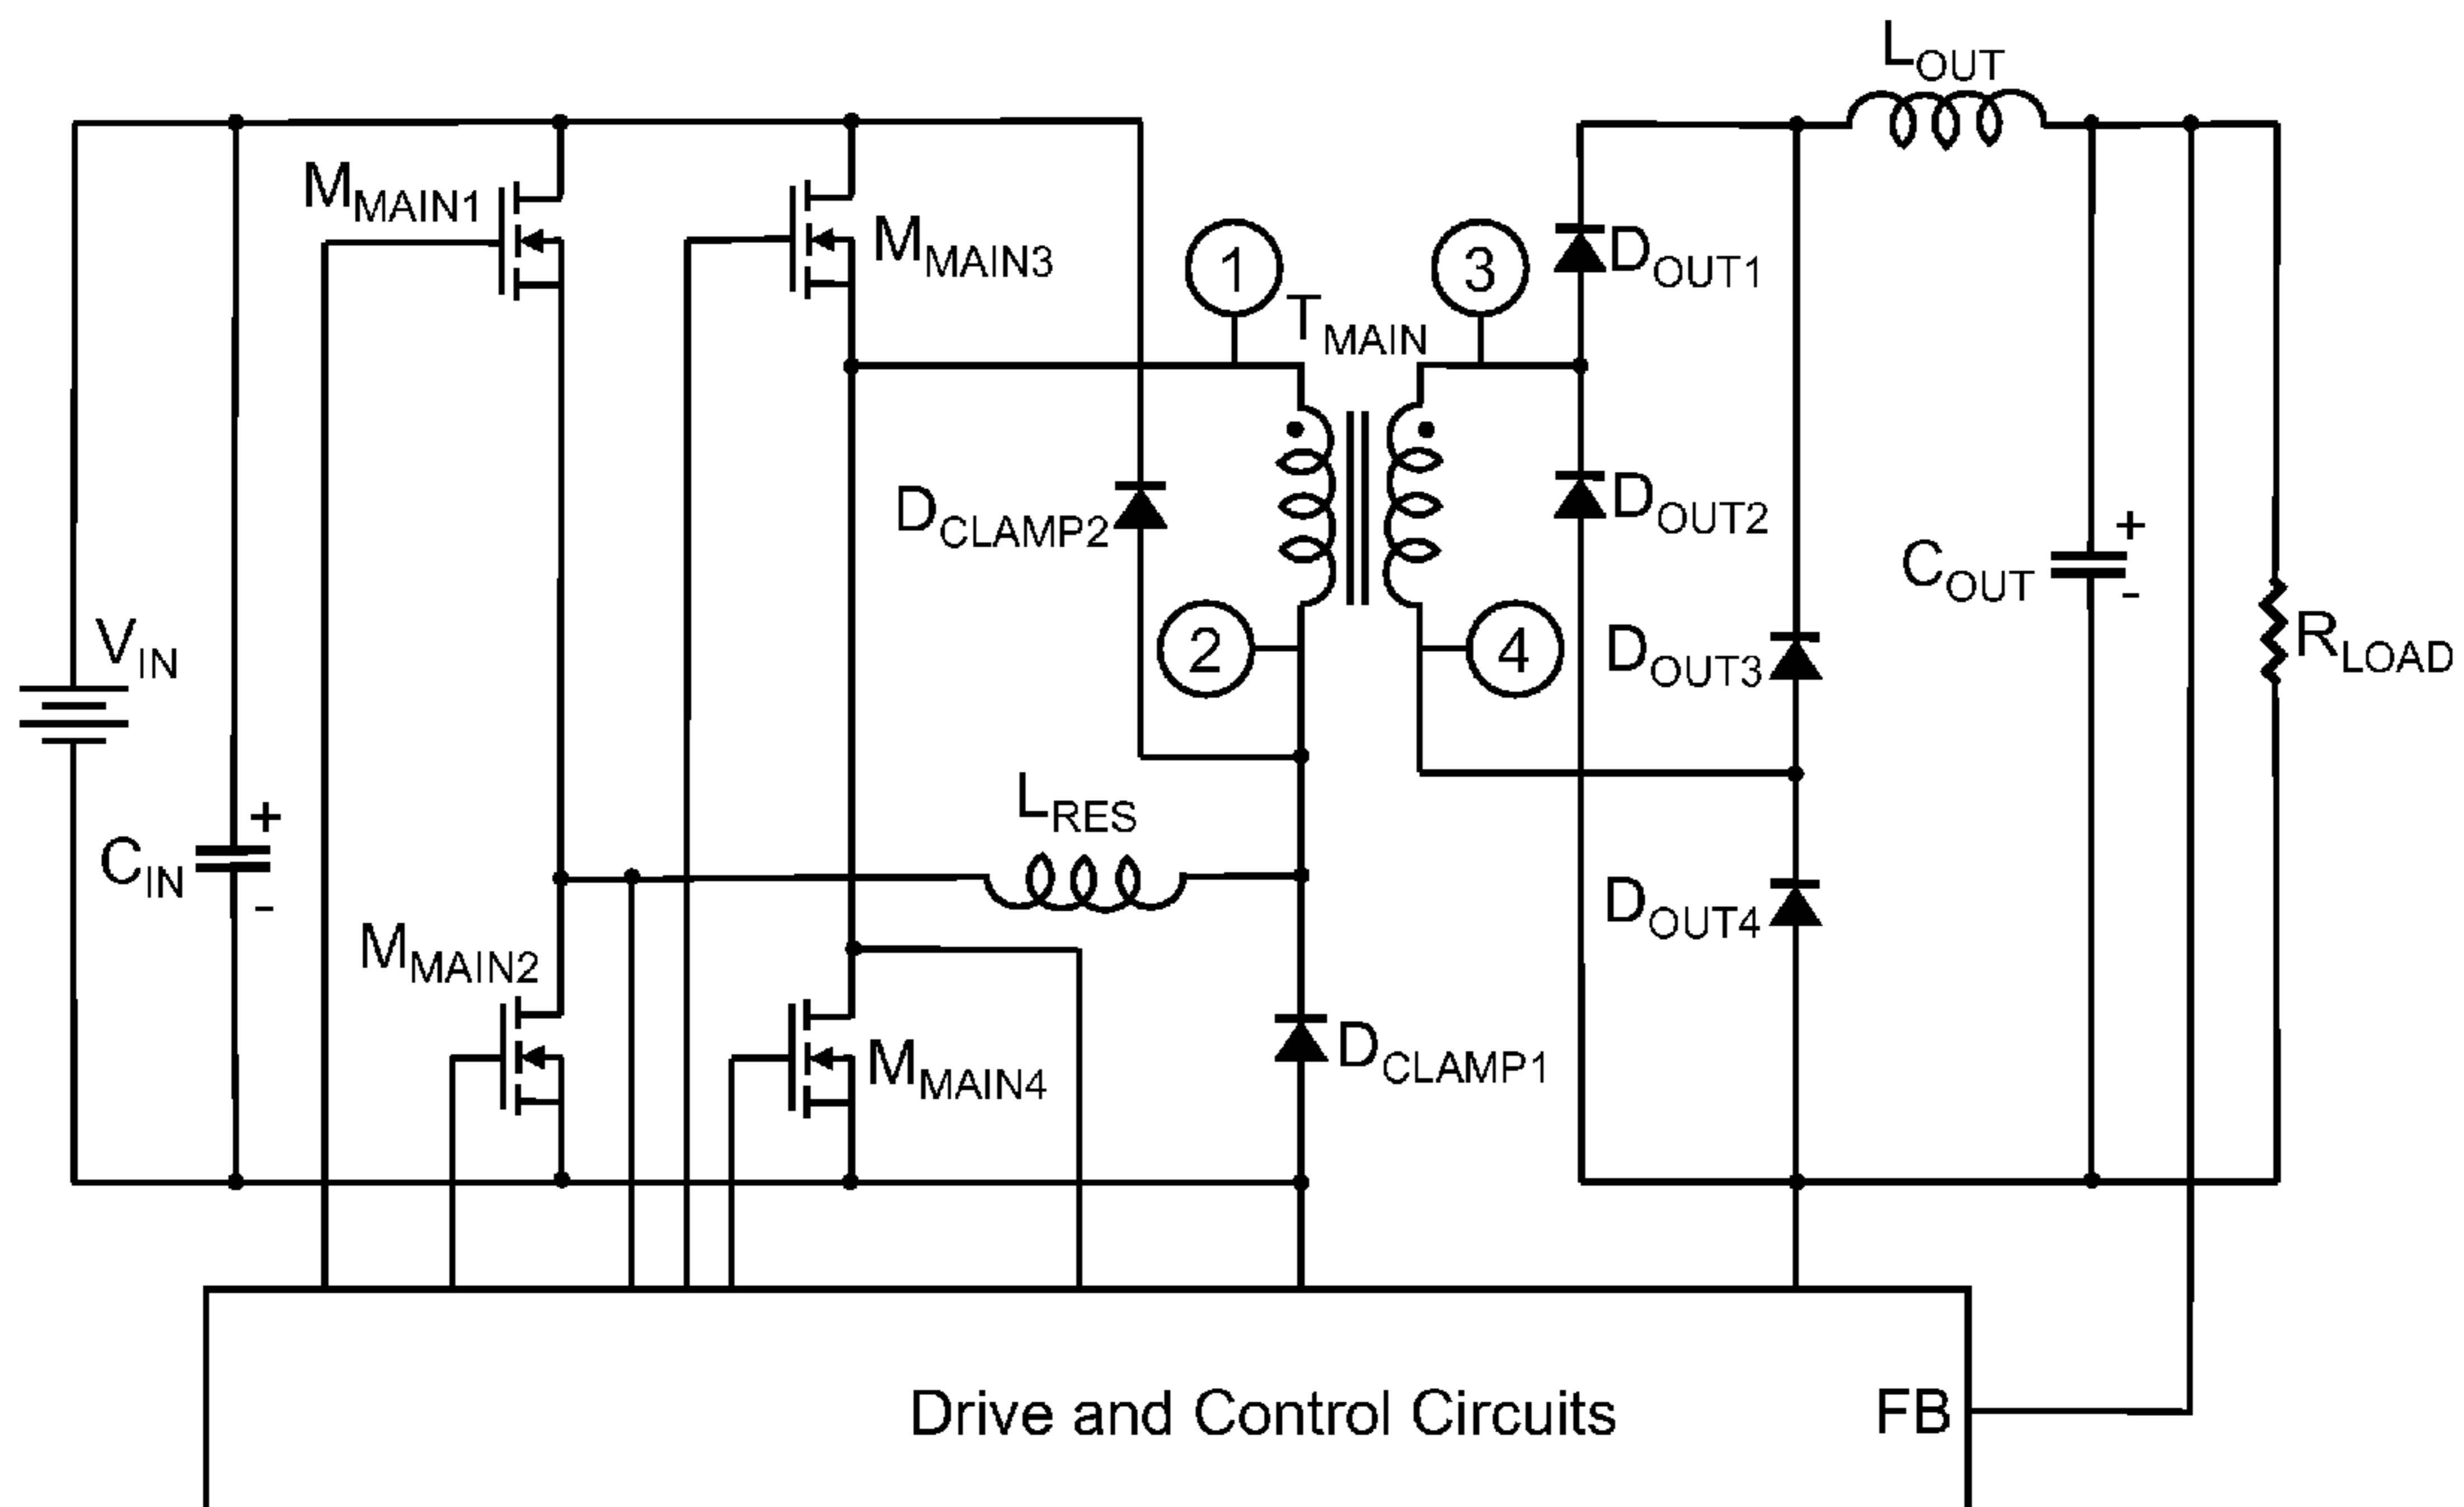 LOUT
MMAIN1
MMAIN3
1
3
TMAIN
DOUT1
DCLAMP2
DOUT2
+
COUT
-
VIN
2
4
DOUT3
RLOAD
LRES
+
CIN
-
DOUT4
MMAIN2
MMAIN4
DCLAMP1
Drive and Control Circuits
FB